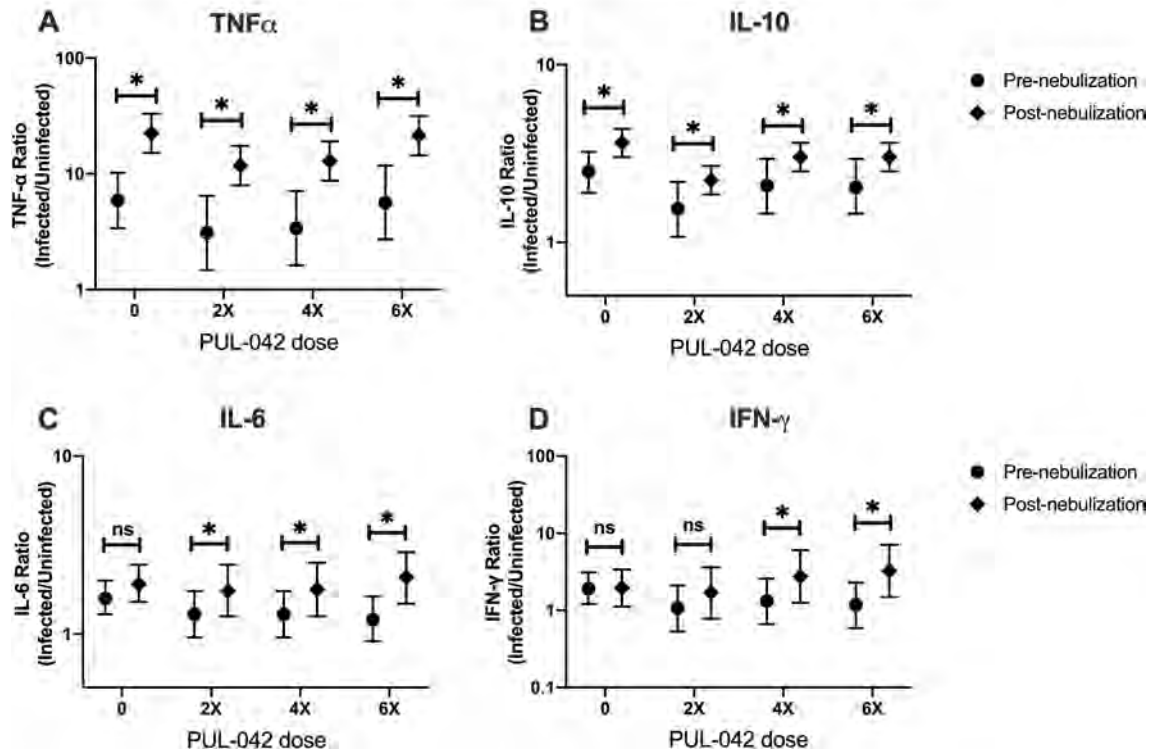 A
TNFα
100
10
1
TNF-α Ratio
(Infected/Uninfected)
*
*
*
*
0 2X 4X 6X
PUL-042 dose
B
IL-10
10
1
IL-10 Ratio
(Infected/Uninfected)
*
*
*
*
0 2X 4X 6X
PUL-042 dose
Pre-nebulization
Post-nebulization
C
IL-6
10
1
IL-6 Ratio
(Infected/Uninfected)
ns
*
*
*
0 2X 4X 6X
PUL-042 dose
D
IFN-γ
100
10
1
0.1
IFN-γ Ratio
(Infected/Uninfected)
ns
ns
*
*
0 2X 4X 6X
PUL-042 dose
Pre-nebulization
Post-nebulization